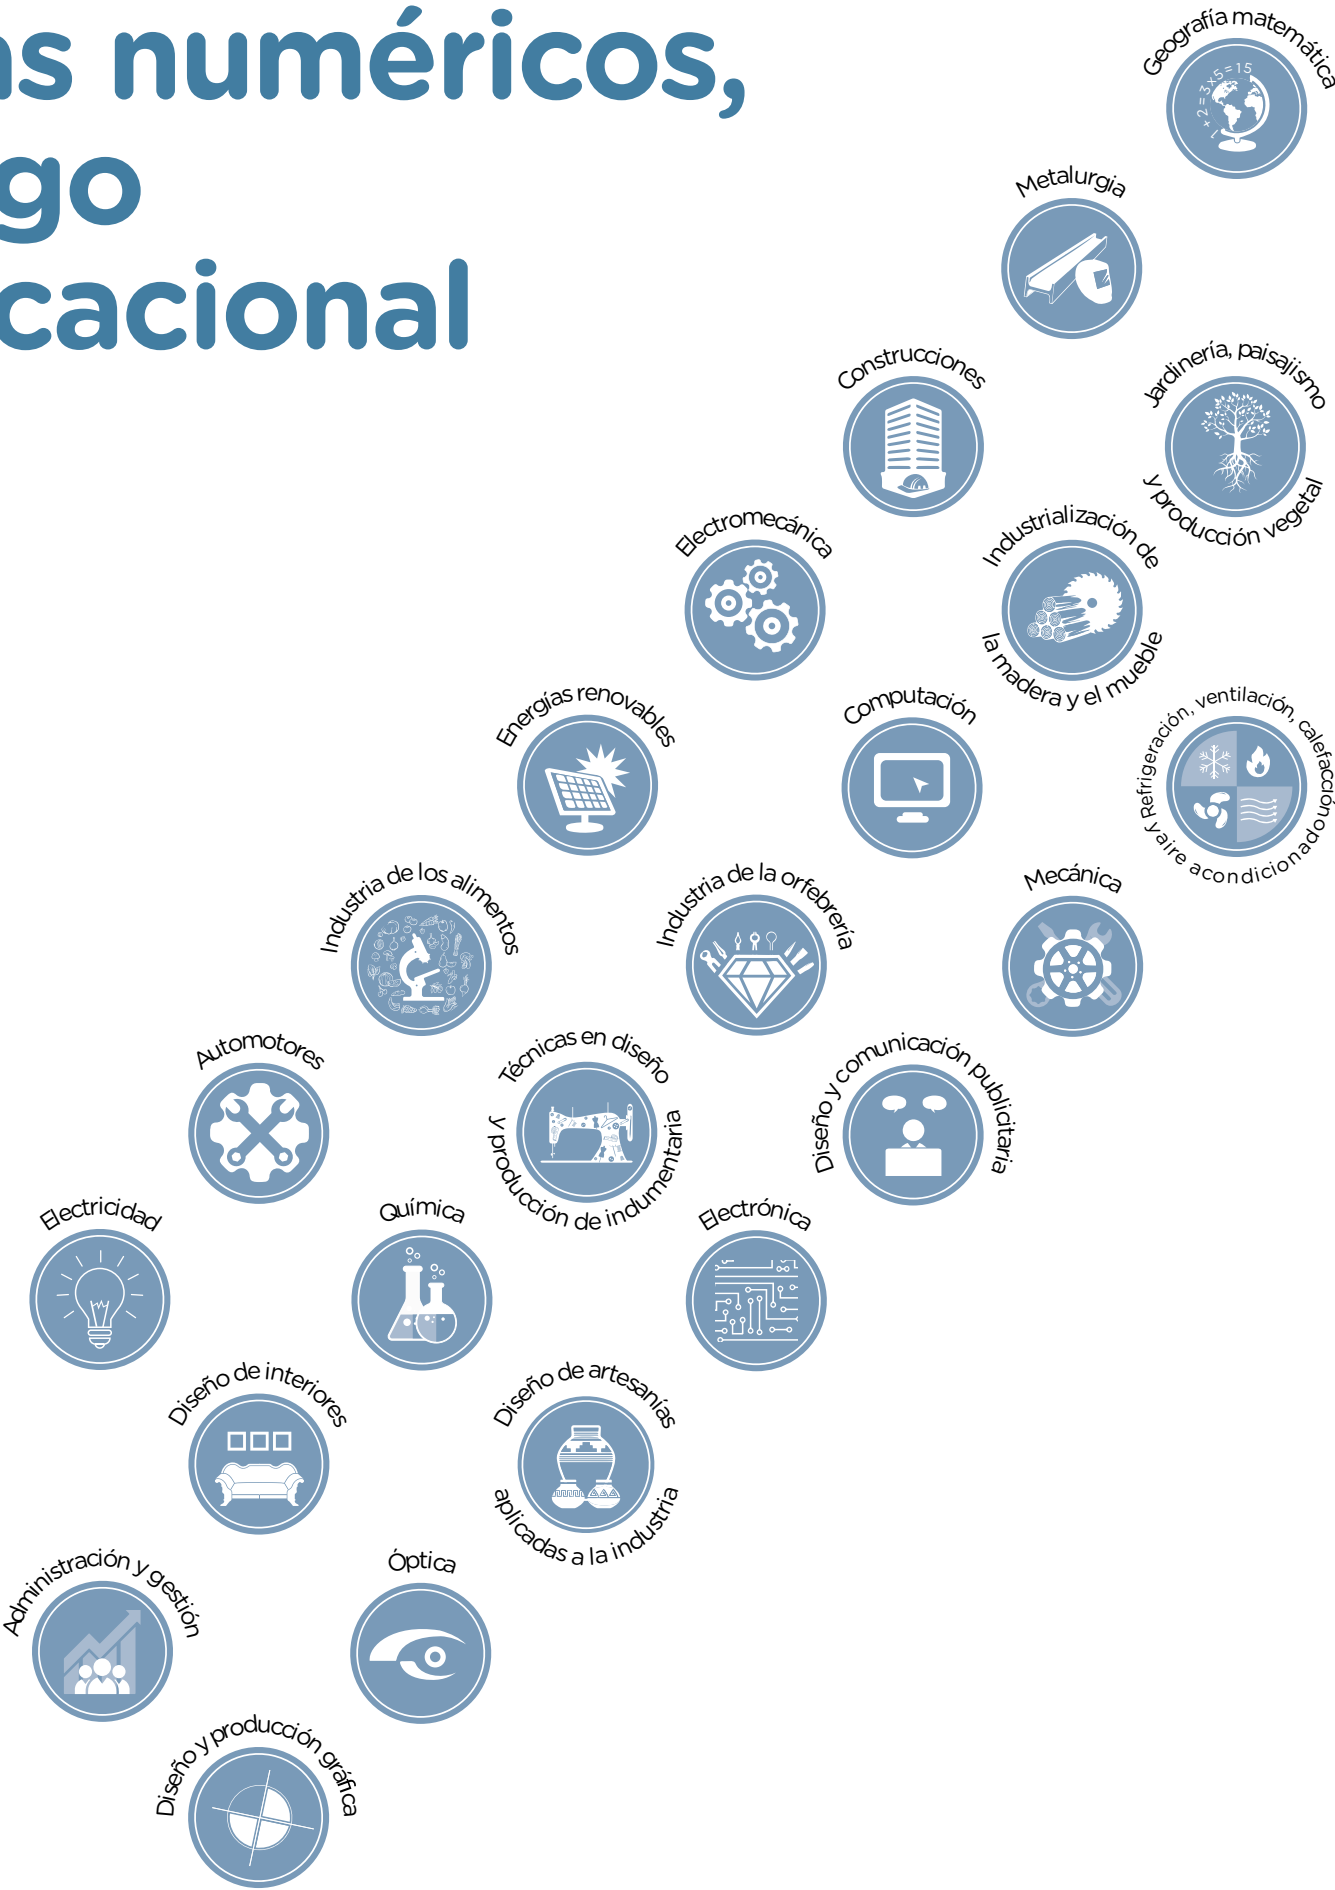 as numéricos,
go
cacional
Geografía matemática
1 + 2 = 3 x 5 = 15
Metalurgia
Construcciones
Jardinería, paisajismo
y producción vegetal
Electromecánica
Industrialización de
la madera y el mueble
Energías renovables
Computación
Refrigeración, ventilación, calefacción
y aire acondicionado
Industria de los alimentos
Industria de la orfebrería
Mecánica
Automotores
Técnicas en diseño
y producción de indumentaria
Diseño y comunicación publicitaria
Electricidad
Química
Electrónica
Diseño de interiores
Diseño de artesanías
aplicadas a la industria
Administración y gestión
Óptica
Diseño y producción gráfica